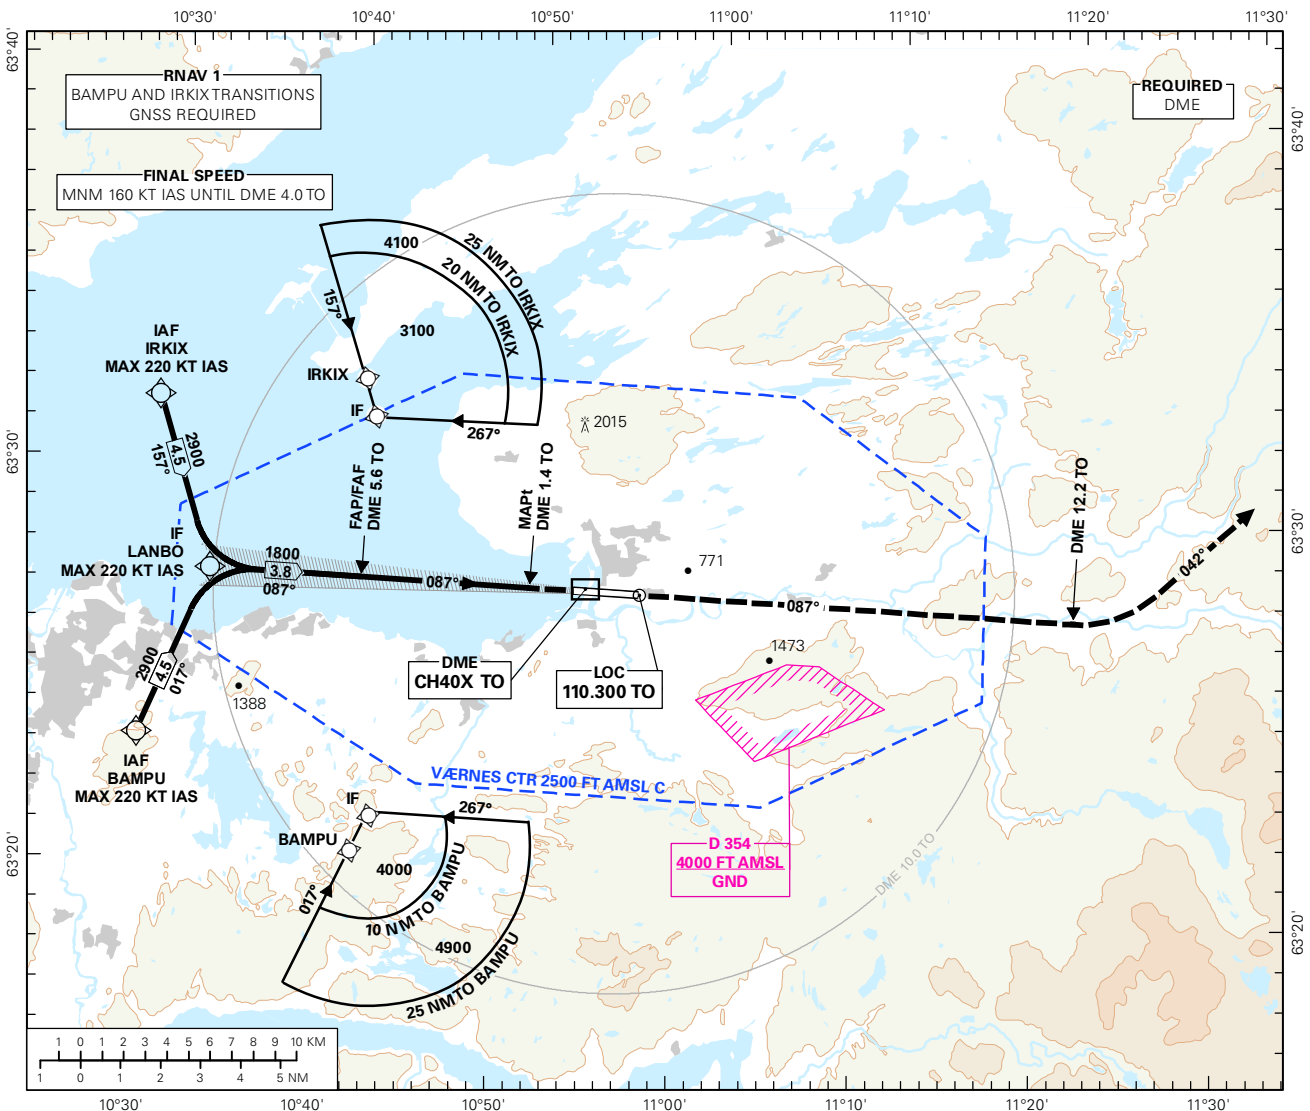 10°30'
10°40'
10°50'
11°00'
11°10'
11°20'
11°30'
63°40'
63°40'
RNAV 1
BAMPU AND IRKIX TRANSITIONS
GNSS REQUIRED
REQUIRED
DME
FINAL SPEED
MNM 160 KT IAS UNTIL DME 4.0 TO
4100
25 NM TO IRKIX
20 NM TO IRKIX
157°
3100
IAF
IRKIX
MAX 220 KT IAS
IRKIX
IF
267°
2015
63°30'
63°30'
2900
4.5
157°
FAP/FAF
DME 5.6 TO
MAPt
DME 1.4 TO
DME 12.2 TO
IF
LANBO
MAX 220 KT IAS
1800
3.8
087°
087°
771
042°
087°
2900
4.5
017°
DME
CH40X TO
LOC
110.300 TO
1473
1388
IAF
BAMPU
MAX 220 KT IAS
VÆRNES CTR 2500 FT AMSL C
IF
267°
BAMPU
4000
017°
10 NM TO BAMPU
4900
25 NM TO BAMPU
D 354
4000 FT AMSL
GND
DME 10.0 TO
63°20'
63°20'
1 0 1 2 3 4 5 6 7 8 9 10 KM
1 0 1 2 3 4 5 NM
10°30'
10°40'
10°50'
11°00'
11°10'
11°20'
11°30'